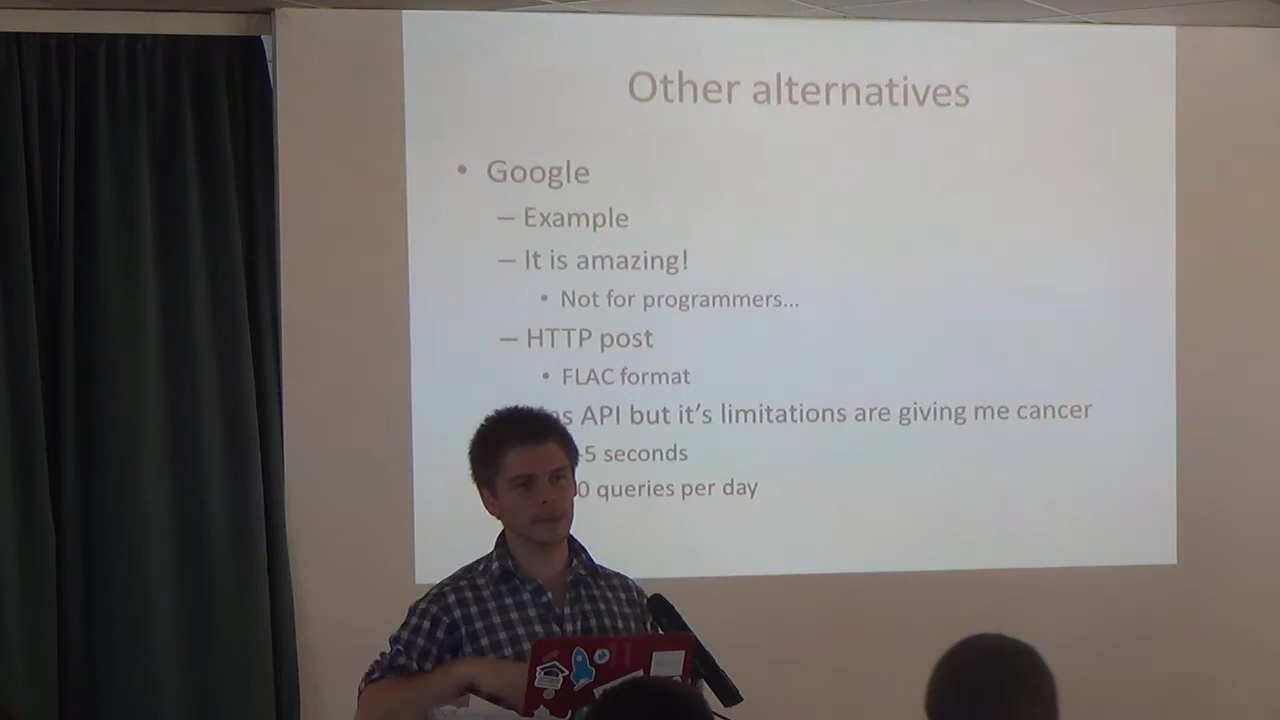 Other alternatives
• Google
– Example
– It is amazing!
• Not for programmers...
– HTTP post
• FLAC format
API but it's limitations are giving me cancer
5 seconds
queries per day